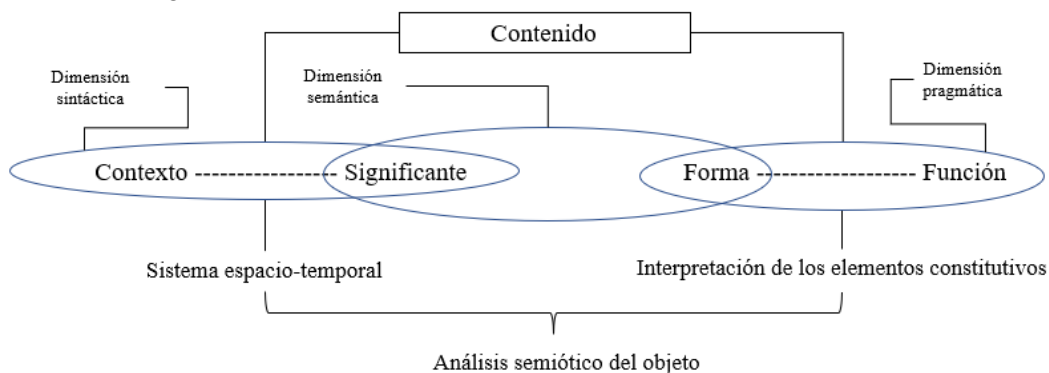 Contenido
Dimensión
sintáctica
Dimensión
semántica
Dimensión
pragmática
Contexto Significante Forma Función
Sistema espacio-temporal Interpretación de los elementos constitutivos
Análisis semiótico del objeto